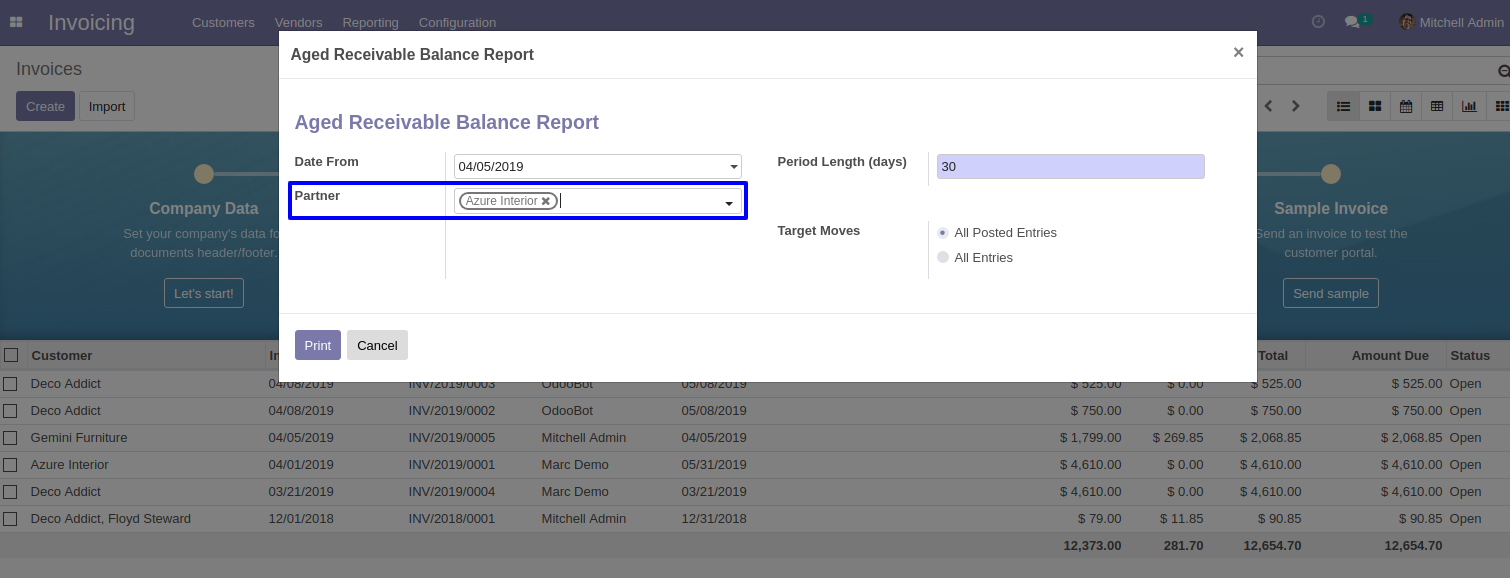 Invoicing Customers Vendors Reporting Configuration 1 Mitchell Admin
Aged Receivable Balance Report ×
Invoices
Create Import
Aged Receivable Balance Report
Date From 04/05/2019 Period Length (days) 30
Partner Azure Interior
Target Moves All Posted Entries
All Entries
Company Data
Set your company's data
documents header/footer.
Let's start!
Sample Invoice
Send an invoice to test the
customer portal.
Send sample
Print Cancel
Customer Total Amount Due Status
Deco Addict 04/08/2019 INV/2019/0003 OdooBot 05/08/2019 $ 525.00 $ 0.00 $ 525.00 $ 525.00 Open
Deco Addict 04/08/2019 INV/2019/0002 OdooBot 05/08/2019 $ 750.00 $ 0.00 $ 750.00 $ 750.00 Open
Gemini Furniture 04/05/2019 INV/2019/0005 Mitchell Admin 04/05/2019 $ 1,799.00 $ 269.85 $ 2,068.85 $ 2,068.85 Open
Azure Interior 04/01/2019 INV/2019/0001 Marc Demo 05/31/2019 $ 4,610.00 $ 0.00 $ 4,610.00 $ 4,610.00 Open
Deco Addict 03/21/2019 INV/2019/0004 Marc Demo 03/21/2019 $ 4,610.00 $ 0.00 $ 4,610.00 $ 4,610.00 Open
Deco Addict, Floyd Steward 12/01/2018 INV/2018/0001 Mitchell Admin 12/31/2018 $ 79.00 $ 11.85 $ 90.85 $ 90.85 Open
12,373.00 281.70 12,654.70 12,654.70